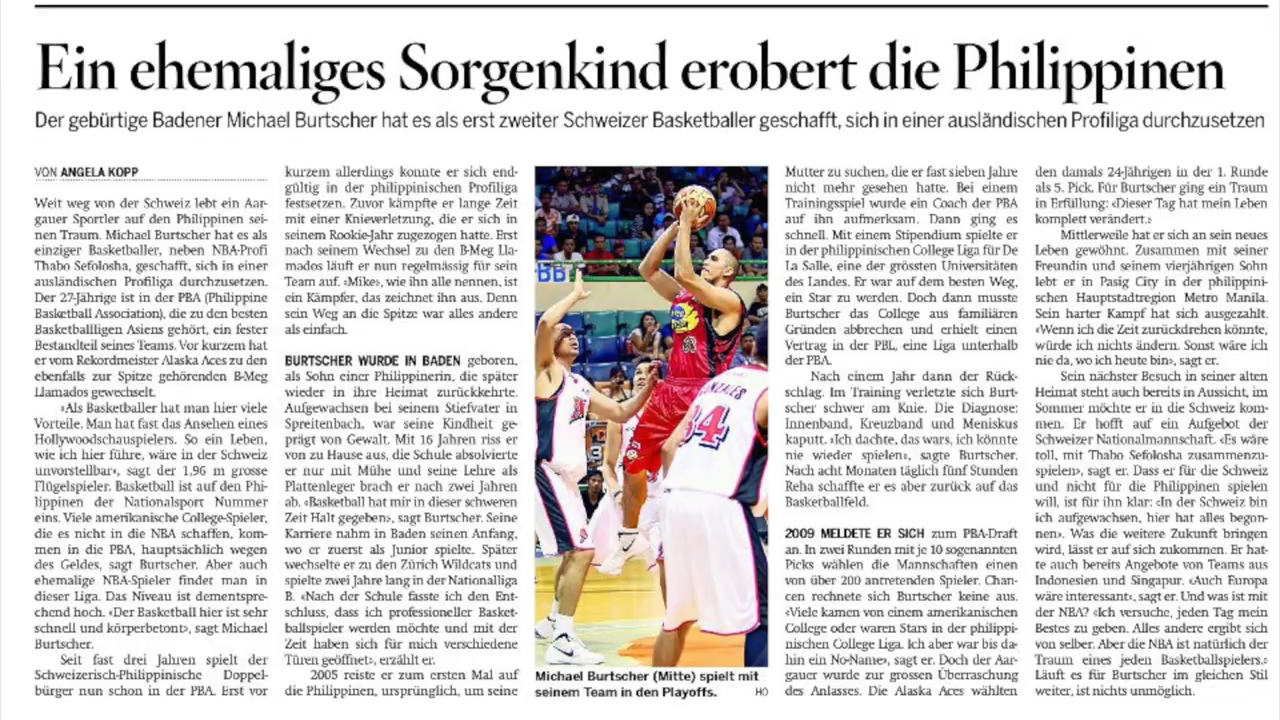 Ein ehemaliges Sorgenkind erobert die Philippinen
Der gebürtige Badener Michael Burtscher hat es als erst zweiter Schweizer Basketballer geschafft, sich in einer ausländischen Profiliga durchzusetzen
VON ANGELA KOPP
Weit weg von der Schweiz lebt ein Aar-
gauer Sportler auf den Philippinen sei-
nen Traum. Michael Burtscher hat es als
einziger Basketballer, neben NBA-Profi
Thabo Sefolosha, geschafft, sich in einer
ausländischen Profiliga durchzusetzen.
Der 27-Jährige ist in der PBA (Philippine
Basketball Association), die zu den besten
Basketballligen Asiens gehört, ein fester
Bestandteil seines Teams. Vor kurzem hat
er vom Rekordmeister Alaska Aces zu den
ebenfalls zur Spitze gehörenden B-Meg
Llamados gewechselt.
«Als Basketballer hat man hier viele
Vorteile. Man hat fast das Ansehen eines
Hollywoodschauspielers. So ein Leben,
wie ich hier führe, wäre in der Schweiz
unvorstellbar», sagt der 1,96 m grosse
Flügelspieler. Basketball ist auf den Phi-
lippinen der Nationalsport Nummer
eins. Viele amerikanische College-Spieler,
die es nicht in die NBA schaffen, kom-
men in die PBA, hauptsächlich wegen
des Geldes, sagt Burtscher. Aber auch
ehemalige NBA-Spieler findet man in
dieser Liga. Das Niveau ist dementspre-
chend hoch. «Der Basketball hier ist sehr
schnell und körperbetont», sagt Michael
Burtscher.
Seit fast drei Jahren spielt der
Schweizerisch-Philippinische Doppel-
bürger nun schon in der PBA. Erst vor
kurzem allerdings konnte er sich end-
gültig in der philippinischen Profiliga
festsetzen. Zuvor kämpfte er lange Zeit
mit einer Knieverletzung, die er sich in
seinem Rookie-Jahr zugezogen hatte. Erst
nach seinem Wechsel zu den B-Meg Lla-
mados läuft er nun regelmässig für sein
Team auf. «Mike», wie ihn alle nennen, ist
ein Kämpfer, das zeichnet ihn aus. Denn
sein Weg an die Spitze war alles andere
als einfach.
BURTSCHER WURDE IN BADEN geboren,
als Sohn einer Philippinerin, die später
wieder in ihre Heimat zurückkehrte.
Aufgewachsen bei seinem Stiefvater in
Spreitenbach, war seine Kindheit ge-
prägt von Gewalt. Mit 16 Jahren riss er
von zu Hause aus, die Schule absolvierte
er nur mit Mühe und seine Lehre als
Plattenleger brach er nach zwei Jahren
ab. «Basketball hat mir in dieser schweren
Zeit Halt gegeben», sagt Burtscher. Seine
Karriere nahm in Baden seinen Anfang,
wo er zuerst als Junior spielte. Später
wechselte er zu den Zürich Wildcats und
spielte zwei Jahre lang in der Nationalliga
B. «Nach der Schule fasste ich den Ent-
schluss, dass ich professioneller Basket-
ballspieler werden möchte und mit der
Zeit haben sich für mich verschiedene
Türen geöffnet», erzählt er.
2005 reiste er zum ersten Mal auf
die Philippinen, ursprünglich, um seine
BBT
GONZALES
34
Michael Burtscher (Mitte) spielt mit
seinem Team in den Playoffs. HO
Mutter zu suchen, die er fast sieben Jahre
nicht mehr gesehen hatte. Bei einem
Trainingsspiel wurde ein Coach der PBA
auf ihn aufmerksam. Dann ging es
schnell. Mit einem Stipendium spielte er
in der philippinischen College Liga für De
La Salle, eine der grössten Universitäten
des Landes. Er war auf dem besten Weg,
ein Star zu werden. Doch dann musste
Burtscher das College aus familiären
Gründen abbrechen und erhielt einen
Vertrag in der PBL, eine Liga unterhalb
der PBA.
Nach einem Jahr dann der Rück-
schlag. Im Training verletzte sich Burt-
scher schwer am Knie. Die Diagnose:
Innenband, Kreuzband und Meniskus
kaputt. «Ich dachte, das wars, ich könnte
nie wieder spielen», sagte Burtscher.
Nach acht Monaten täglich fünf Stunden
Reha schaffte er es aber zurück auf das
Basketballfeld.
2009 MELDETE ER SICH zum PBA-Draft
an. In zwei Runden mit je 10 sogenannten
Picks wählen die Mannschaften einen
von über 200 antretenden Spieler. Chan-
cen rechnete sich Burtscher keine aus.
«Viele kamen von einem amerikanischen
College oder waren Stars in der philippi-
nischen College Liga. Ich aber war bis da-
hin ein No-Name», sagt er. Doch der Aar-
gauer wurde zur grossen Überraschung
des Anlasses. Die Alaska Aces wählten
den damals 24-Jährigen in der 1. Runde
als 5. Pick. Für Burtscher ging ein Traum
in Erfüllung: «Dieser Tag hat mein Leben
komplett verändert.»
Mittlerweile hat er sich an sein neues
Leben gewöhnt. Zusammen mit seiner
Freundin und seinem vierjährigen Sohn
lebt er in Pasig City in der philippini-
schen Hauptstadtregion Metro Manila.
Sein harter Kampf hat sich ausgezahlt.
«Wenn ich die Zeit zurückdrehen könnte,
würde ich nichts ändern. Sonst wäre ich
nie da, wo ich heute bin», sagt er.
Sein nächster Besuch in seiner alten
Heimat steht auch bereits in Aussicht, im
Sommer möchte er in die Schweiz kom-
men. Er hofft auf ein Aufgebot der
Schweizer Nationalmannschaft. «Es wäre
toll, mit Thabo Sefolosha zusammenzu-
spielen», sagt er. Dass er für die Schweiz
und nicht für die Philippinen spielen
will, ist für ihn klar: «In der Schweiz bin
ich aufgewachsen, hier hat alles begon-
nen». Was die weitere Zukunft bringen
wird, lässt er auf sich zukommen. Er hat-
te auch bereits Angebote von Teams aus
Indonesien und Singapur. «Auch Europa
wäre interessant», sagt er. Und was ist mit
der NBA? «Ich versuche, jeden Tag mein
Bestes zu geben. Alles andere ergibt sich
von selber. Aber die NBA ist natürlich der
Traum eines jeden Basketballspielers.»
Läuft es für Burtscher im gleichen Stil
weiter, ist nichts unmöglich.